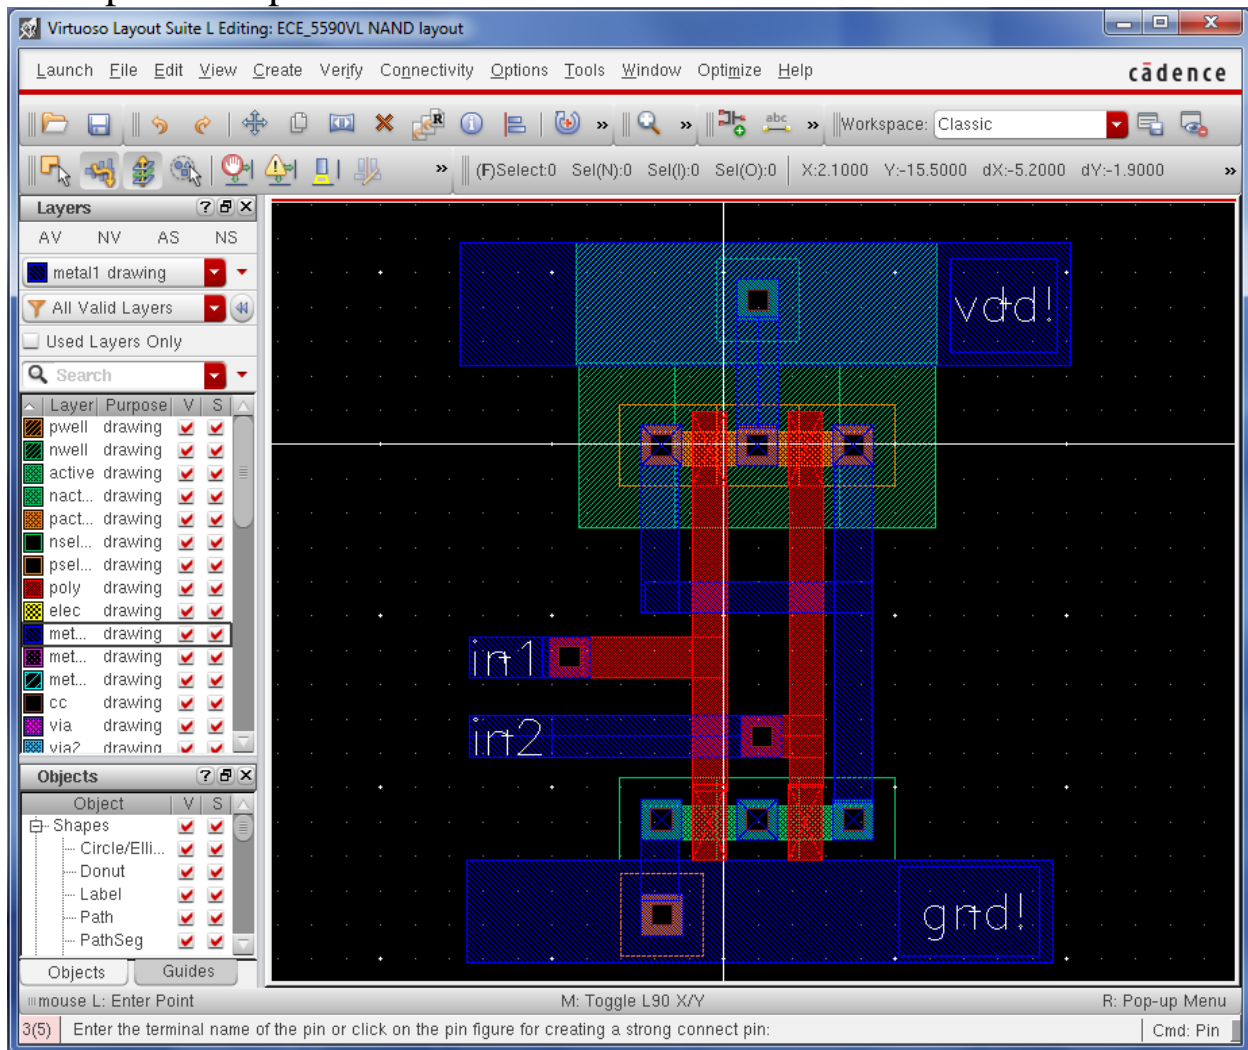 Virtuoso Layout Suite L Editing: ECE_5590VL NAND layout
Launch File Edit View Create Verify Connectivity Options Tools Window Optimize Help cādence
R i abc » » » Workspace: Classic
» (F)Select:0 Sel(N):0 Sel(I):0 Sel(O):0 X:2.1000 Y:-15.5000 dX:-5.2000 dY:-1.9000 »
Layers ? X
AV NV AS NS
metal1 drawing
All Valid Layers
Used Layers Only
Search
Layer Purpose V S
pwell drawing
nwell drawing
active drawing
nact... drawing
pact... drawing
nsel... drawing
psel... drawing
poly drawing
elec drawing
met... drawing
met... drawing
met... drawing
cc drawing
via drawing
via2 drawing
vdd!
in1
in2
gnd!
Objects ? X
Object V S
Shapes
Circle/Elli...
Donut
Label
Path
PathSeg
Objects Guides
mouse L: Enter Point M: Toggle L90 X/Y R: Pop-up Menu
3(5) Enter the terminal name of the pin or click on the pin figure for creating a strong connect pin: Cmd: Pin